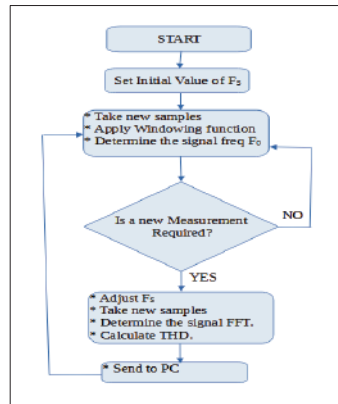 START
Set Initial Value of Fs
* Take new samples
* Apply Windowing function
* Determine the signal freq F₀
Is a new Measurement
Required?
NO
YES
* Adjust Fs
* Take new samples
* Determine the signal FFT.
* Calculate THD.
* Send to PC